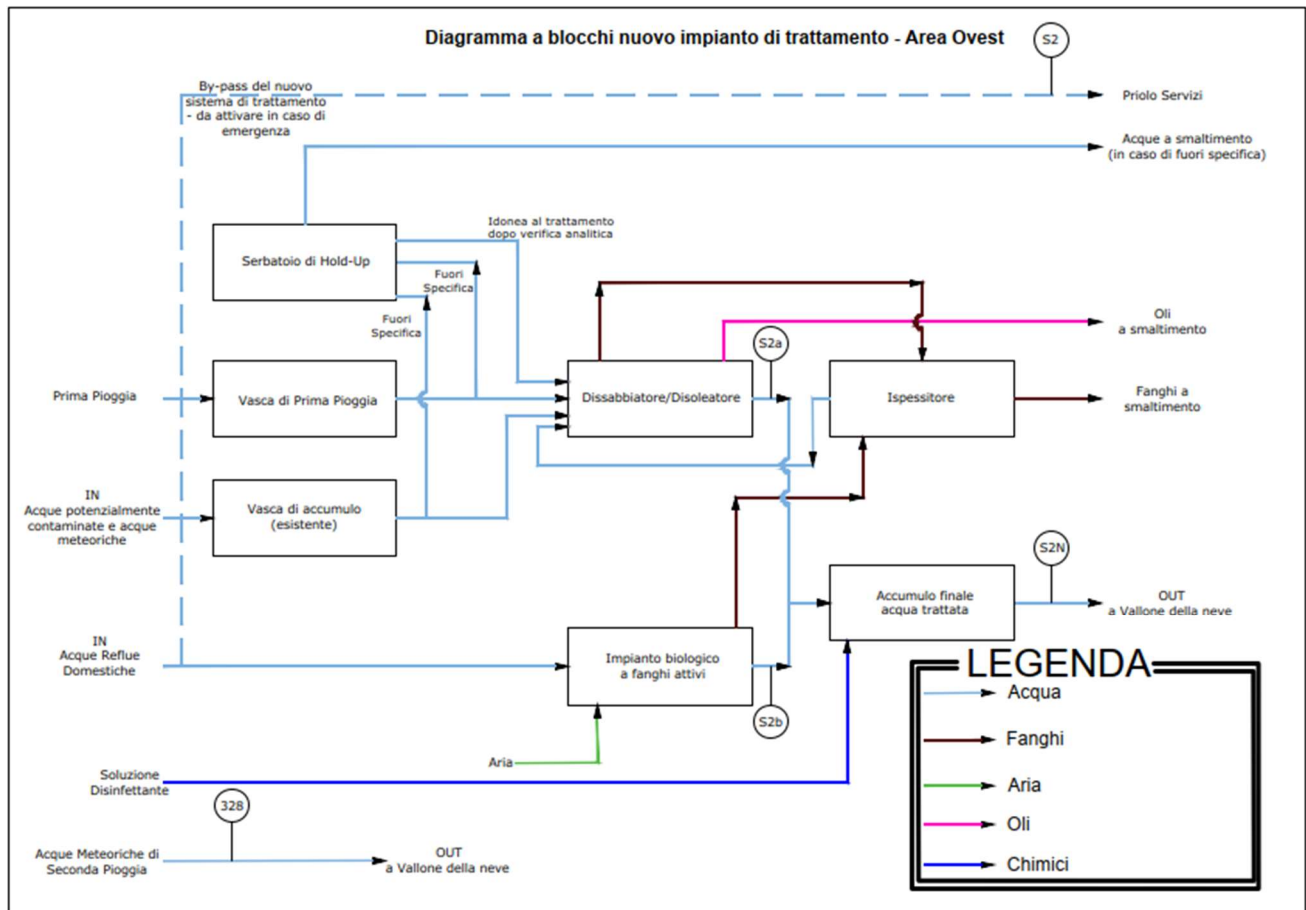 Diagramma a blocchi nuovo impianto di trattamento - Area Ovest
S2
By-pass del nuovo
sistema di trattamento
- da attivare in caso di
emergenza
Priolo Servizi
Acque a smaltimento
(in caso di fuori specifica)
Idonea al trattamento
dopo verifica analitica
Serbatoio di Hold-Up
Fuori
Specifica
Fuori
Specifica
Oli
a smaltimento
S2a
Prima Pioggia
Vasca di Prima Pioggia
Dissabbiatore/Disoleatore
Ispessitore
Fanghi a
smaltimento
IN
Acque potenzialmente
contaminate e acque
meteoriche
Vasca di accumulo
(esistente)
S2N
Accumulo finale
acqua trattata
OUT
a Vallone della neve
IN
Acque Reflue
Domestiche
Impianto biologico
a fanghi attivi
S2b
LEGENDA
Acqua
Fanghi
Aria
Oli
Chimici
Aria
Soluzione
Disinfettante
328
Acque Meteoriche di
Seconda Pioggia
OUT
a Vallone della neve